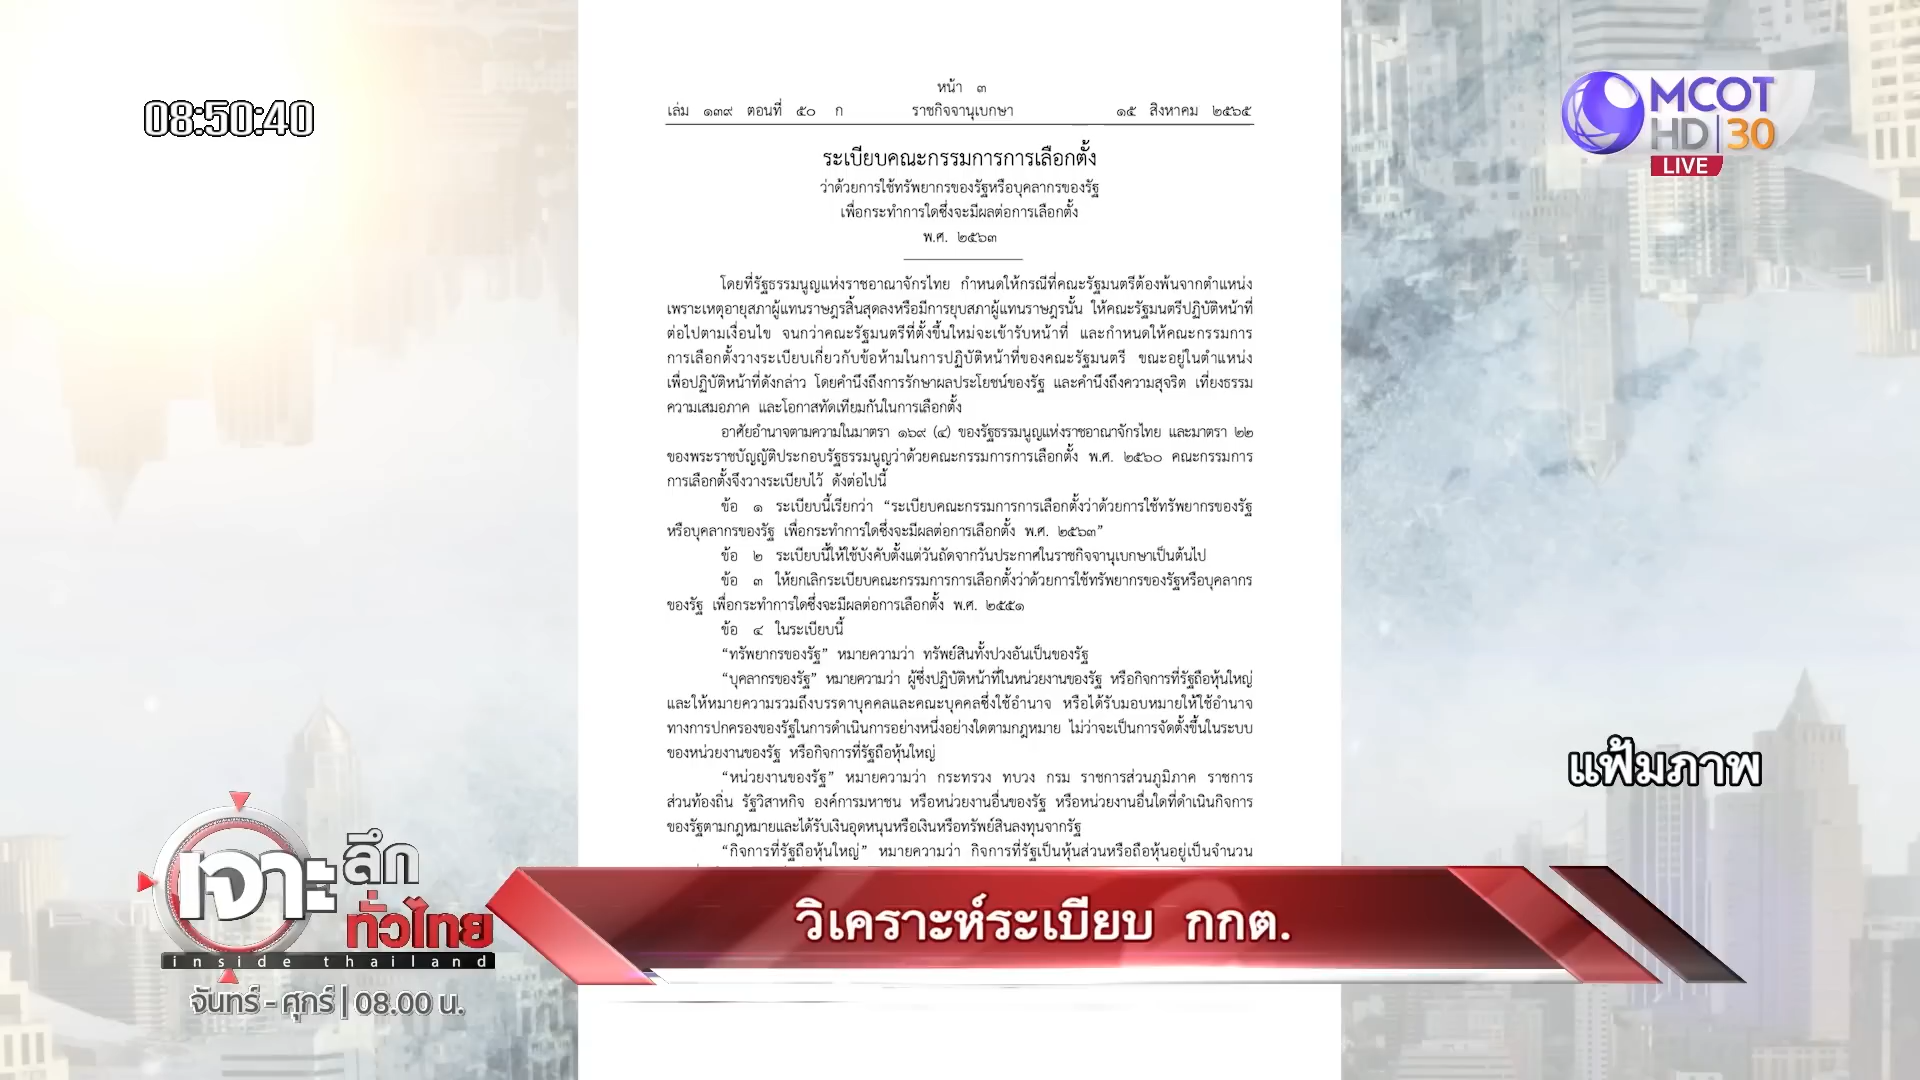 08:50:40
MCOT
HD 30
LIVE
หน้า ๓
เล่ม ๑๓๙ ตอนที่ ๕๐ ก ราชกิจจานุเบกษา ๑๕ สิงหาคม ๒๕๖๕
ระเบียบคณะกรรมการการเลือกตั้ง
ว่าด้วยการใช้ทรัพยากรของรัฐหรือบุคลากรของรัฐ
เพื่อกระทำการใดซึ่งจะมีผลต่อการเลือกตั้ง
พ.ศ. ๒๕๖๓
โดยที่รัฐธรรมนูญแห่งราชอาณาจักรไทย กำหนดให้กรณีที่คณะรัฐมนตรีต้องพ้นจากตำแหน่ง
เพราะเหตุอายุสภาผู้แทนราษฎรสิ้นสุดลงหรือมีการยุบสภาผู้แทนราษฎรนั้น ให้คณะรัฐมนตรีปฏิบัติหน้าที่
ต่อไปตามเงื่อนไข จนกว่าคณะรัฐมนตรีที่ตั้งขึ้นใหม่จะเข้ารับหน้าที่ และกำหนดให้คณะกรรมการ
การเลือกตั้งวางระเบียบเกี่ยวกับข้อห้ามในการปฏิบัติหน้าที่ของคณะรัฐมนตรี ขณะอยู่ในตำแหน่ง
เพื่อปฏิบัติหน้าที่ดังกล่าว โดยคำนึงถึงการรักษาผลประโยชน์ของรัฐ และคำนึงถึงความสุจริต เที่ยงธรรม
ความเสมอภาค และโอกาสทัดเทียมกันในการเลือกตั้ง
อาศัยอำนาจตามความในมาตรา ๑๖๙ (๔) ของรัฐธรรมนูญแห่งราชอาณาจักรไทย และมาตรา ๒๒
ของพระราชบัญญัติประกอบรัฐธรรมนูญว่าด้วยคณะกรรมการการเลือกตั้ง พ.ศ. ๒๕๖๐ คณะกรรมการ
การเลือกตั้งจึงวางระเบียบไว้ ดังต่อไปนี้
ข้อ ๑ ระเบียบนี้เรียกว่า “ระเบียบคณะกรรมการการเลือกตั้งว่าด้วยการใช้ทรัพยากรของรัฐ
หรือบุคลากรของรัฐ เพื่อกระทำการใดซึ่งจะมีผลต่อการเลือกตั้ง พ.ศ. ๒๕๖๓”
ข้อ ๒ ระเบียบนี้ให้ใช้บังคับตั้งแต่วันถัดจากวันประกาศในราชกิจจานุเบกษาเป็นต้นไป
ข้อ ๓ ให้ยกเลิกระเบียบคณะกรรมการการเลือกตั้งว่าด้วยการใช้ทรัพยากรของรัฐหรือบุคลากร
ของรัฐ เพื่อกระทำการใดซึ่งจะมีผลต่อการเลือกตั้ง พ.ศ. ๒๕๕๑
ข้อ ๔ ในระเบียบนี้
“ทรัพยากรของรัฐ” หมายความว่า ทรัพย์สินทั้งปวงอันเป็นของรัฐ
“บุคลากรของรัฐ” หมายความว่า ผู้ซึ่งปฏิบัติหน้าที่ในหน่วยงานของรัฐ หรือกิจการที่รัฐถือหุ้นใหญ่
และให้หมายความรวมถึงบรรดาบุคคลและคณะบุคคลซึ่งใช้อำนาจ หรือได้รับมอบหมายให้ใช้อำนาจ
ทางการปกครองของรัฐในการดำเนินการอย่างหนึ่งอย่างใดตามกฎหมาย ไม่ว่าจะเป็นการจัดตั้งขึ้นในระบบ
ของหน่วยงานของรัฐ หรือกิจการที่รัฐถือหุ้นใหญ่
“หน่วยงานของรัฐ” หมายความว่า กระทรวง ทบวง กรม ราชการส่วนภูมิภาค ราชการ
ส่วนท้องถิ่น รัฐวิสาหกิจ องค์การมหาชน หรือหน่วยงานอื่นของรัฐ หรือหน่วยงานอื่นใดที่ดำเนินกิจการ
ของรัฐตามกฎหมายและได้รับเงินอุดหนุนหรือเงินหรือทรัพย์สินลงทุนจากรัฐ
“กิจการที่รัฐถือหุ้นใหญ่” หมายความว่า กิจการที่รัฐเป็นหุ้นส่วนหรือถือหุ้นอยู่เป็นจำนวน
แฟ้มภาพ
เจาะลึก
ทั่วไทย
inside thailand
จันทร์ - ศุกร์ | 08.00 น.
วิเคราะห์ระเบียบ กกต.